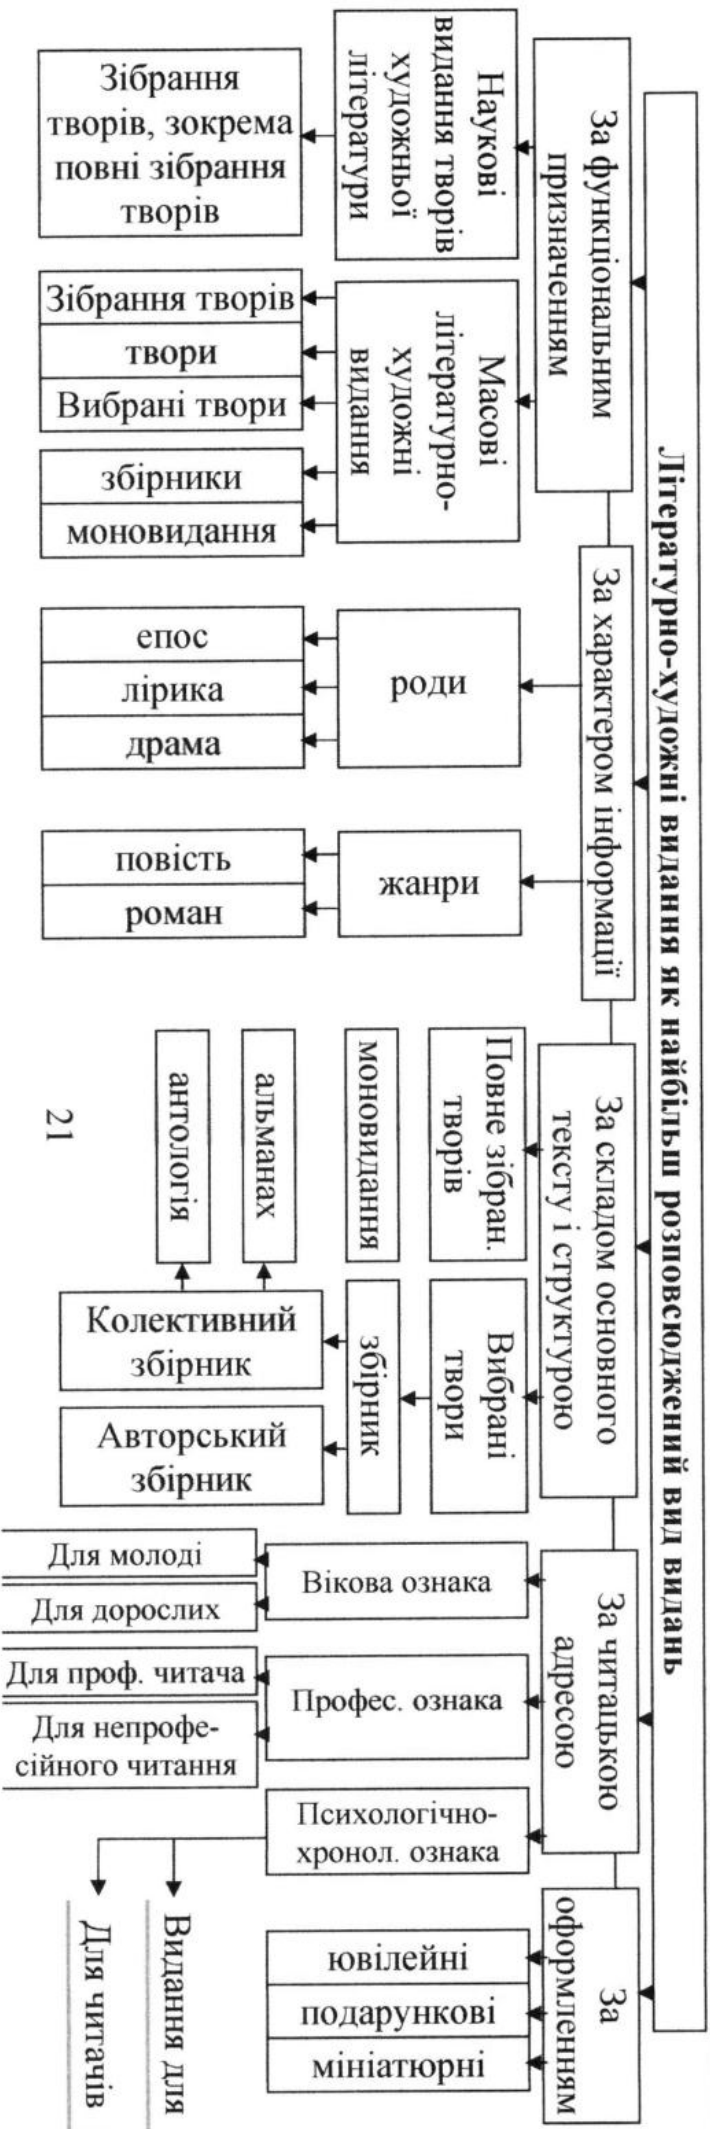 Літературно-художні видання як найбільш розповсюджений вид видань
За функціональним
призначенням
Наукові
видання творів
художньої
літератури
Зібрання
творів, зокрема
повні зібрання
творів
Масові
літературно-
художні
видання
Зібрання творів
твори
Вибрані твори
збірники
моновидання
За характером інформації
роди
епос
лірика
драма
жанри
повість
роман
За складом основного
тексту і структурою
Повне зібран.
творів
Вибрані
твори
моновидання
збірник
Колективний
збірник
Авторський
збірник
альманах
антологія
За читацькою
адресою
Вікова ознака
Для молоді
Для дорослих
Профес. ознака
Для проф. читача
Для непрофе-
сійного читання
Психологічно-
хронол. ознака
Видання для
Для читачів
За
оформленням
ювілейні
подарункові
мініатюрні
21